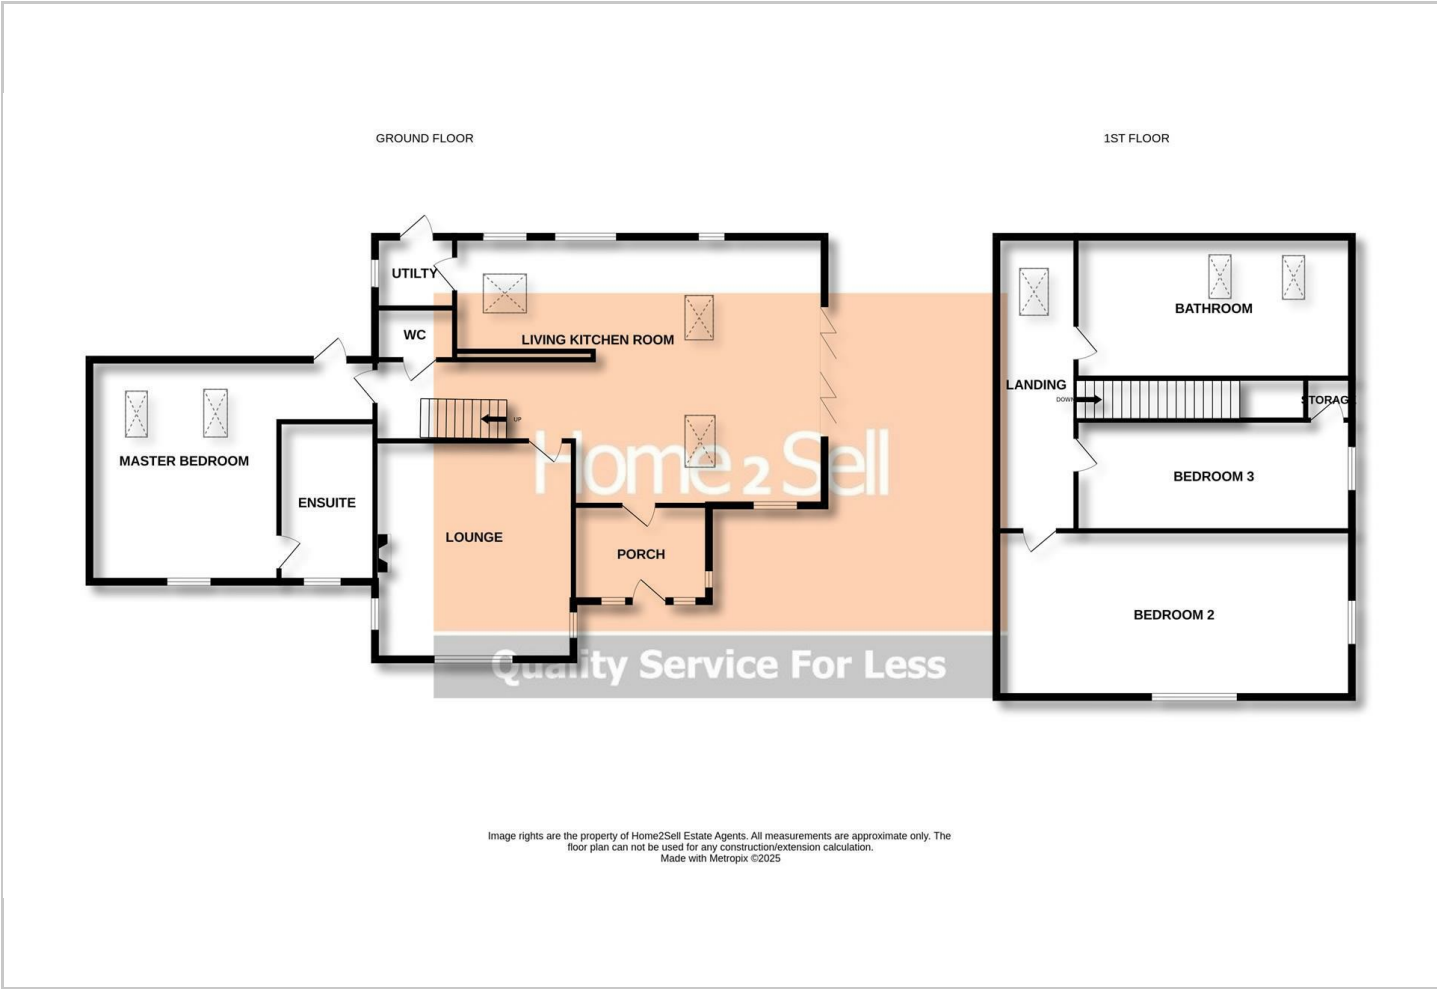 GROUND FLOOR
1ST FLOOR
UTILTY
WC
LIVING KITCHEN ROOM
BATHROOM
LANDING
DOWN
STORAGE
UP
MASTER BEDROOM
ENSUITE
LOUNGE
PORCH
BEDROOM 3
BEDROOM 2
Home 2 Sell
Quality Service For Less
Image rights are the property of Home2Sell Estate Agents. All measurements are approximate only. The
floor plan can not be used for any construction/extension calculation.
Made with Metropix ©2025